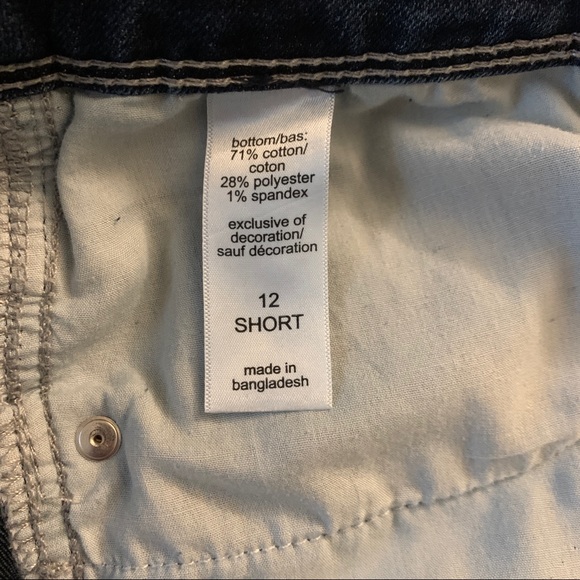 bottom/bas:
71% cotton/
coton
28% polyester
1% spandex
exclusive of
decoration/
sauf décoration
12
SHORT
made in
bangladesh